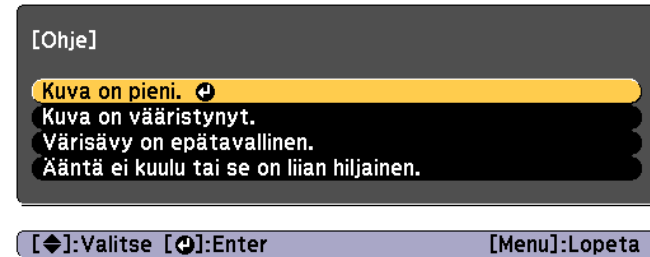 [Ohje]
Kuva on pieni.
Kuva on vääristynyt.
Värisävy on epätavallinen.
Ääntä ei kuulu tai se on liian hiljainen.
[◆]:Valitse [⏎]:Enter [Menu]:Lopeta